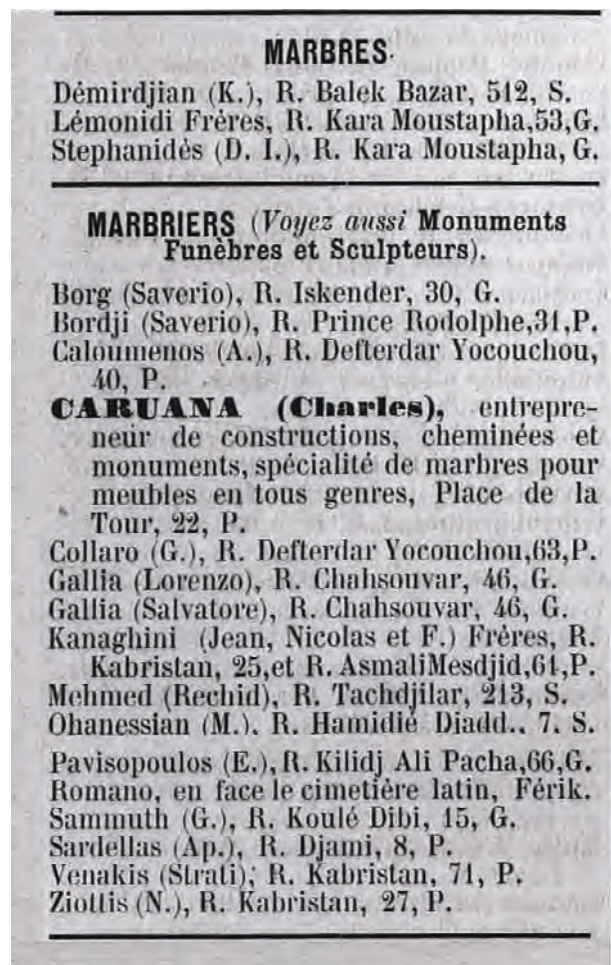 MARBRES
Démirdjian (K.), R. Balek Bazar, 512, S.
Lémonidi Frères, R. Kara Moustapha,53,G.
Stephanidès (D. I.), R. Kara Moustapha, G.
MARBRIERS (Voyez aussi Monuments
Funèbres et Sculpteurs).
Borg (Saverio), R. Iskender, 30, G.
Bordji (Saverio), R. Prince Rodolphe,31,P.
Caloumenos (A.), R. Defterdar Yocouchou,
40, P.
CARUANA (Charles), entrepre-
neur de constructions, cheminées et
monuments, spécialité de marbres pour
meubles en tous genres, Place de la
Tour, 22, P.
Collaro (G.), R. Defterdar Yocouchou,63,P.
Gallia (Lorenzo), R. Chahsouvar, 46, G.
Gallia (Salvatore), R. Chahsouvar, 46, G.
Kanaghini (Jean, Nicolas et F.) Frères, R.
Kabristan, 25,et R. AsmaliMesdjid,61,P.
Mehmed (Rechid), R. Tachdjilar, 213, S.
Ohanessian (M.), R. Hamidié Djadd., 7. S.
Pavisopoulos (E.), R. Kilidj Ali Pacha,66,G.
Romano, en face le cimetière latin, Férik.
Sammuth (G.), R. Koulé Dibi, 15, G.
Sardellas (Ap.), R. Djami, 8, P.
Venakis (Strati), R. Kabristan, 71, P.
Ziottis (N.), R. Kabristan, 27, P.